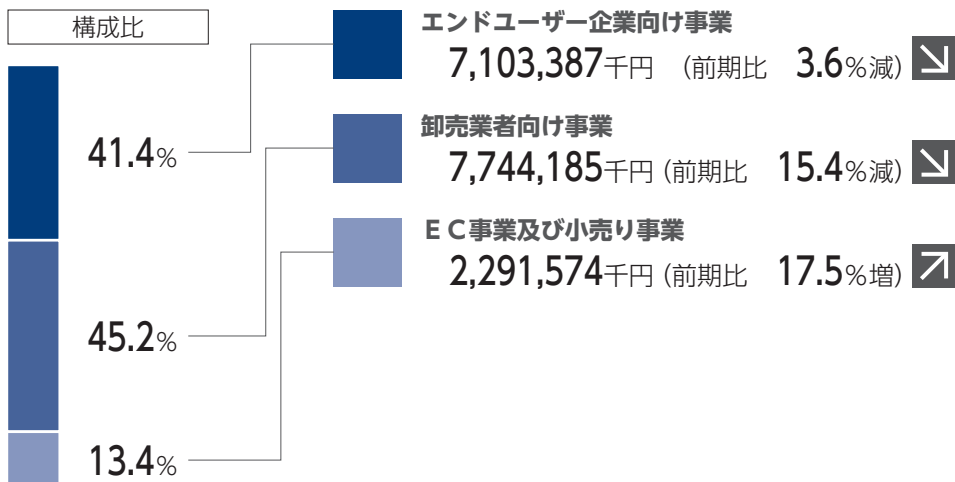 構成比
41.4%
45.2%
13.4%
エンドユーザー企業向け事業
7,103,387千円 (前期比 3.6%減)
卸売業者向け事業
7,744,185千円 (前期比 15.4%減)
EC事業及び小売り事業
2,291,574千円 (前期比 17.5%増)